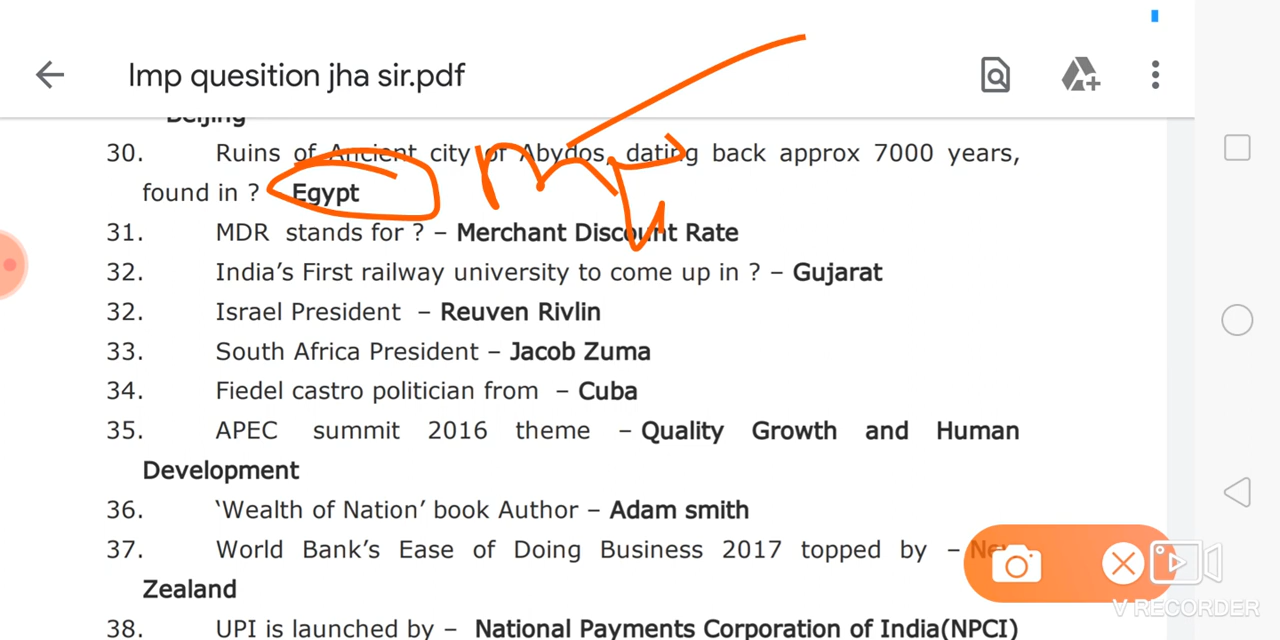 Imp quesition jha sir.pdf
Beijing
30. Ruins of Ancient city of Abydos, dating back approx 7000 years,
found in ? Egypt
31. MDR stands for ? – Merchant Discount Rate
32. India’s First railway university to come up in ? – Gujarat
32. Israel President – Reuven Rivlin
33. South Africa President – Jacob Zuma
34. Fiedel castro politician from – Cuba
35. APEC summit 2016 theme – Quality Growth and Human
Development
36. ‘Wealth of Nation’ book Author – Adam smith
37. World Bank’s Ease of Doing Business 2017 topped by – New
Zealand
38. UPI is launched by – National Payments Corporation of India(NPCI)
V RECORDER